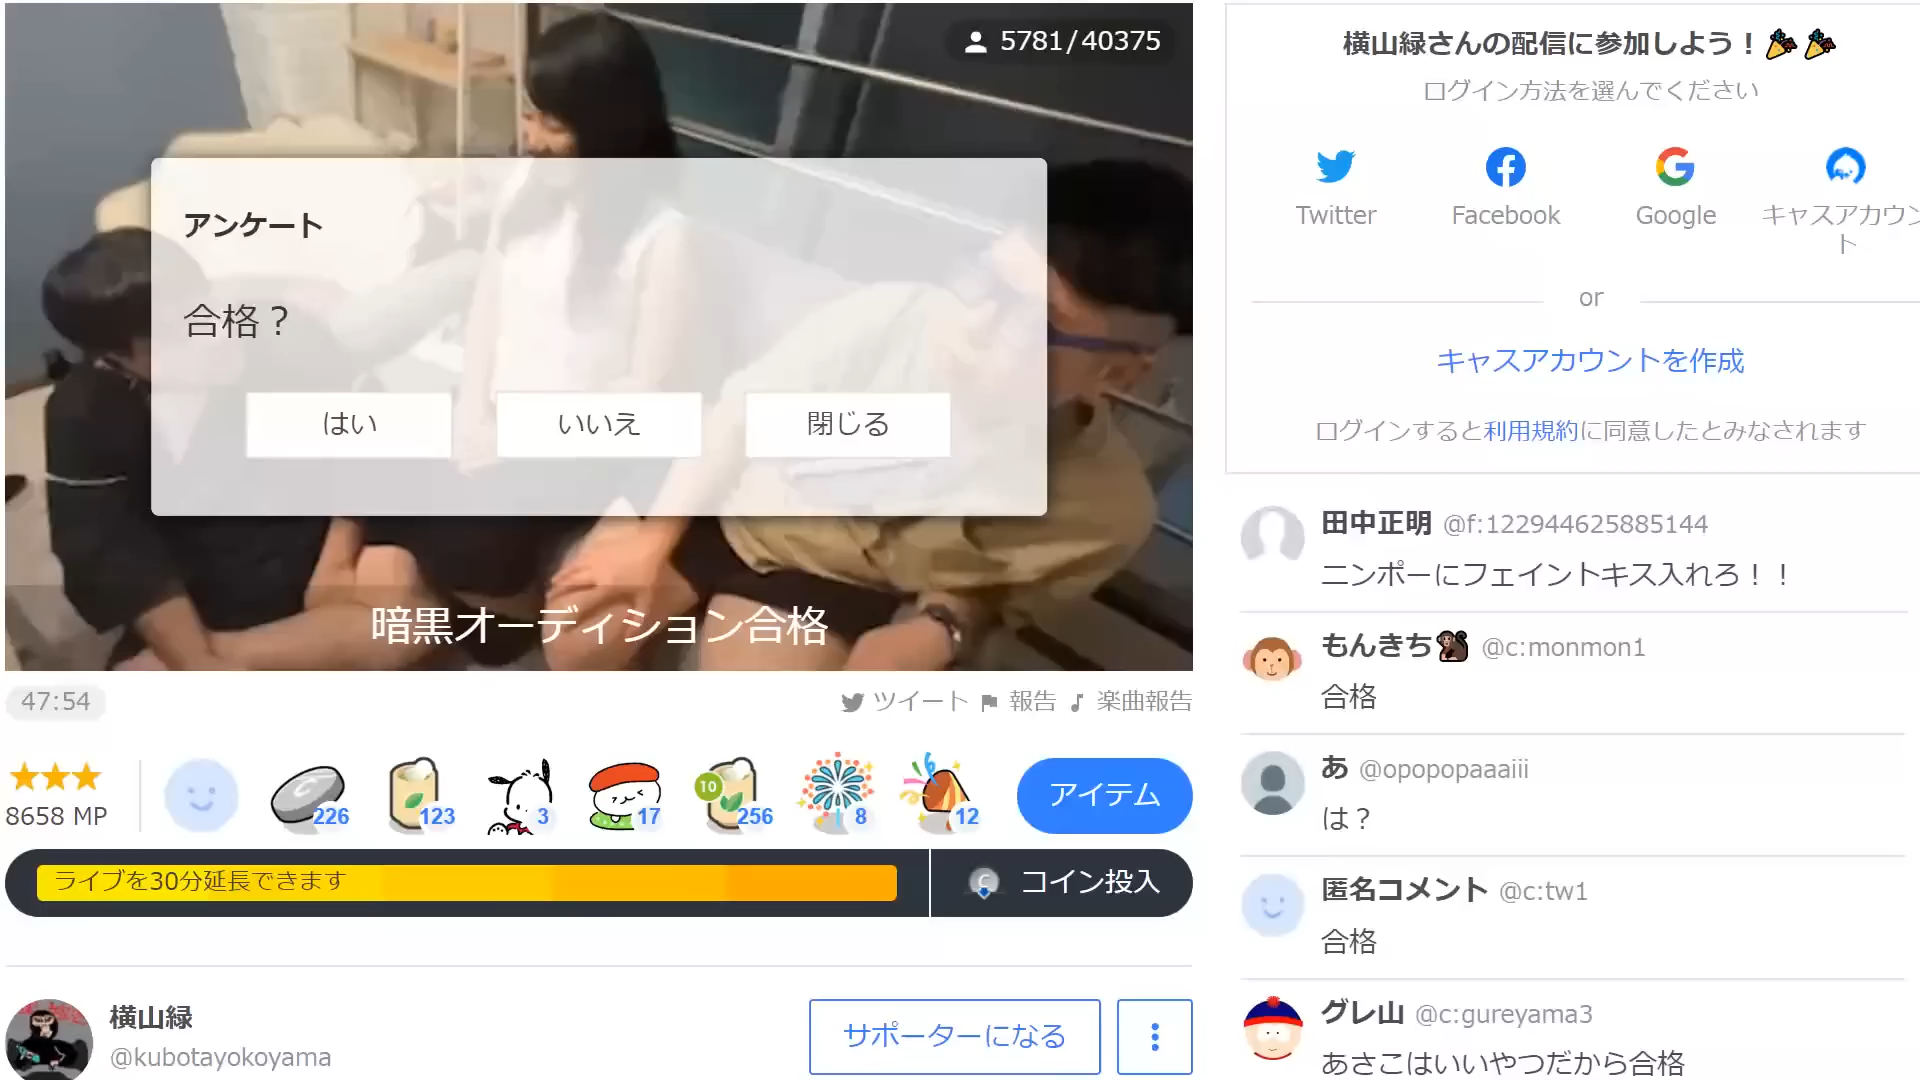 5781/40375
アンケート
合格？
はい
いいえ
閉じる
暗黒オーディション合格
47:54
ツイート
報告
楽曲報告
8658 MP
226
123
3
17
10
256
8
12
アイテム
ライブを30分延長できます
コイン投入
横山緑
@kubotayokoyama
サポーターになる
横山緑さんの配信に参加しよう！
ログイン方法を選んでください
Twitter
Facebook
Google
キャスアカウン
ト
or
キャスアカウントを作成
ログインすると利用規約に同意したとみなされます
田中正明 @f:122944625885144
ニンポーにフェイントキス入れろ！！
もんきち @c:monmon1
合格
あ @opopopaaaiii
は？
匿名コメント @c:tw1
合格
グレ山 @c:gureyama3
あさこはいいやつだから合格